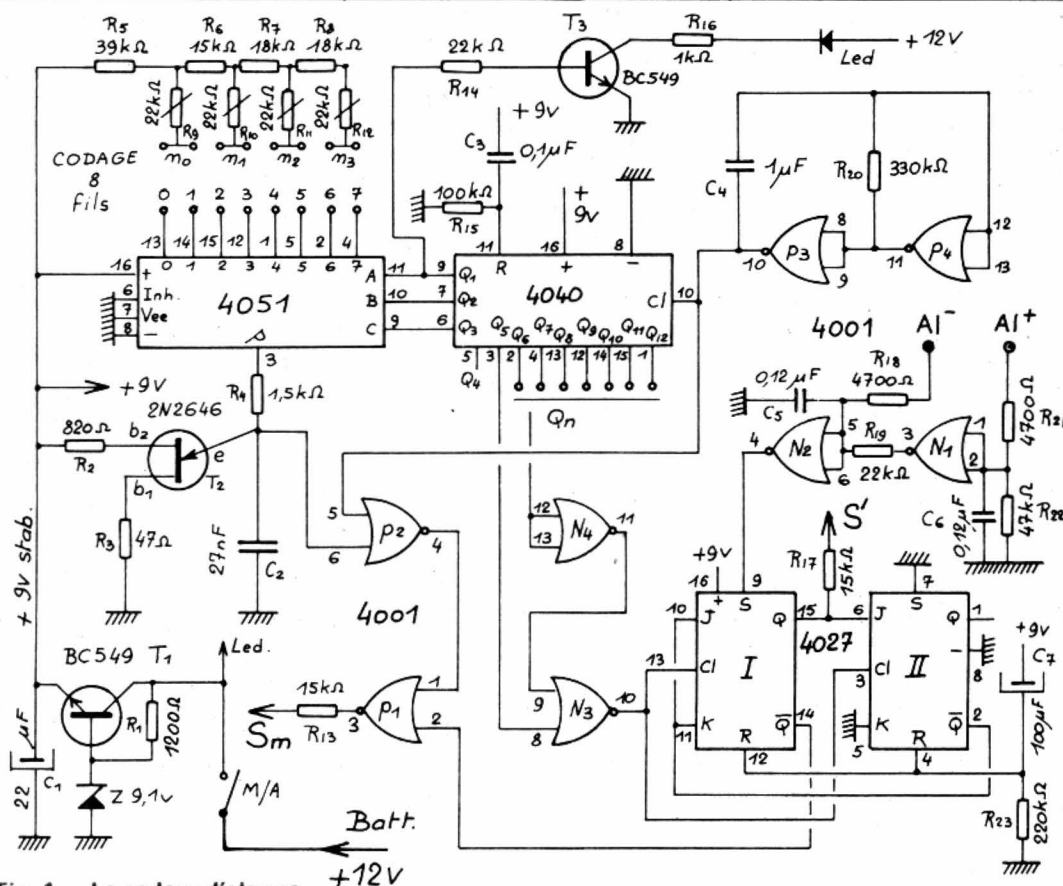 R5
39kΩ
R6
15kΩ
R7
18kΩ
R8
18kΩ
22kΩ
R9
22kΩ
R10
22kΩ
R11
22kΩ
R12
n0
n1
n2
n3
CODAGE
8
fils
0 1 2 3 4 5 6 7
13 14 15 12 1 5 2 4
0 1 2 3 4 5 6 7
16 +
6 Inh.
7 Vee
8 –
4051
A 11
B 10
C 9
3
R4
1,5kΩ
+9V
2N2646
b2
b1
e
T2
820Ω
R2
R3
47Ω
27nF
C2
+ 9V stab.
BC549 T1
R1
1200Ω
22 µF
C1
Z 9,1v
Led.
M/A
Batt.
+12V
T3
BC549
22kΩ
R14
R16
1kΩ
Led
+12V
+9V
C3
0,1µF
100kΩ
R15
+
9V
11
16
8
R
+
–
4040
9 Q1
7 Q2
6 Q3
Cl 10
Q5 Q6 Q7 Q8 Q9 Q10 Q11 Q12
5 3 2 4 13 12 14 15 1
Q4
Qn
C4
1µF
R20
330kΩ
10 P3 8
9
11 P4 12
13
4001
Al-
Al+
R18
4700Ω
0,12µF
C5
4 N2 5
6
R19
22kΩ
3 N1 1
2
4700Ω
C6
0,12µF
47kΩ
R22
5
6
P2
4
12
13
N4
11
4001
9
8
N3
10
1
2
P1
3
15kΩ
R13
Sm
S'
R17
15kΩ
+9V
16
+
9
S
10 J
13 Cl
11 K
I
Q 15
Q̅ 14
R
12
4027
7
S
6 J
3 Cl
K
5
II
Q 1
–
8
Q̅ 2
R
4
+9V
C7
100µF
R23
220kΩ